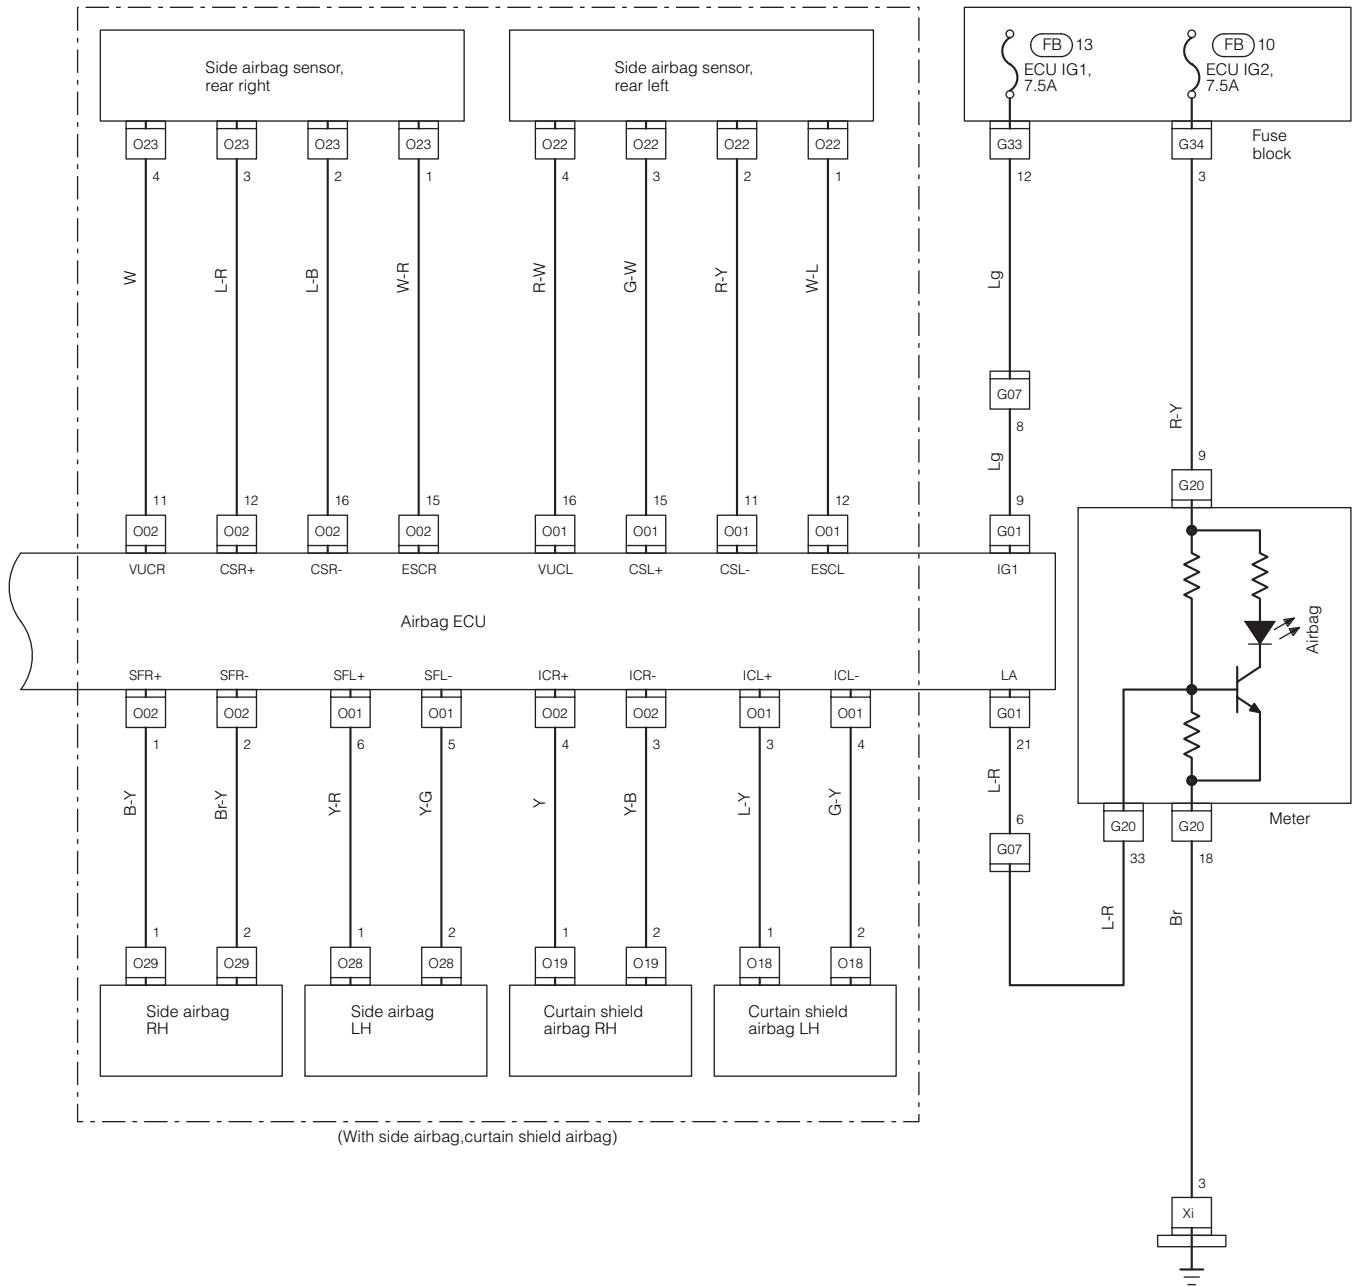 Side airbag sensor,
rear right
Side airbag sensor,
rear left
FB 13
ECU IG1,
7.5A
FB 10
ECU IG2,
7.5A
Fuse
block
O23 O23 O23 O23 O22 O22 O22 O22 G33 G34
4 3 2 1 4 3 2 1 12 3
W L-R L-B W-R R-W G-W R-Y W-L Lg
G07
8
R-Y
Lg
9
G20
11 12 16 15 16 15 11 12 9
O02 O02 O02 O02 O01 O01 O01 O01 G01
VUCR CSR+ CSR- ESCR VUCL CSL+ CSL- ESCL IG1
Airbag ECU
Airbag
SFR+ SFR- SFL+ SFL- ICR+ ICR- ICL+ ICL- LA
O02 O02 O01 O01 O02 O02 O01 O01 G01
1 2 6 5 4 3 3 4 21
B-Y Br-Y Y-R Y-G Y Y-B L-Y G-Y L-R
6
G07
G20 G20
Meter
33 18
L-R Br
1 2 1 2 1 2 1 2
O29 O29 O28 O28 O19 O19 O18 O18
Side airbag
RH
Side airbag
LH
Curtain shield
airbag RH
Curtain shield
airbag LH
(With side airbag,curtain shield airbag)
3
Xi